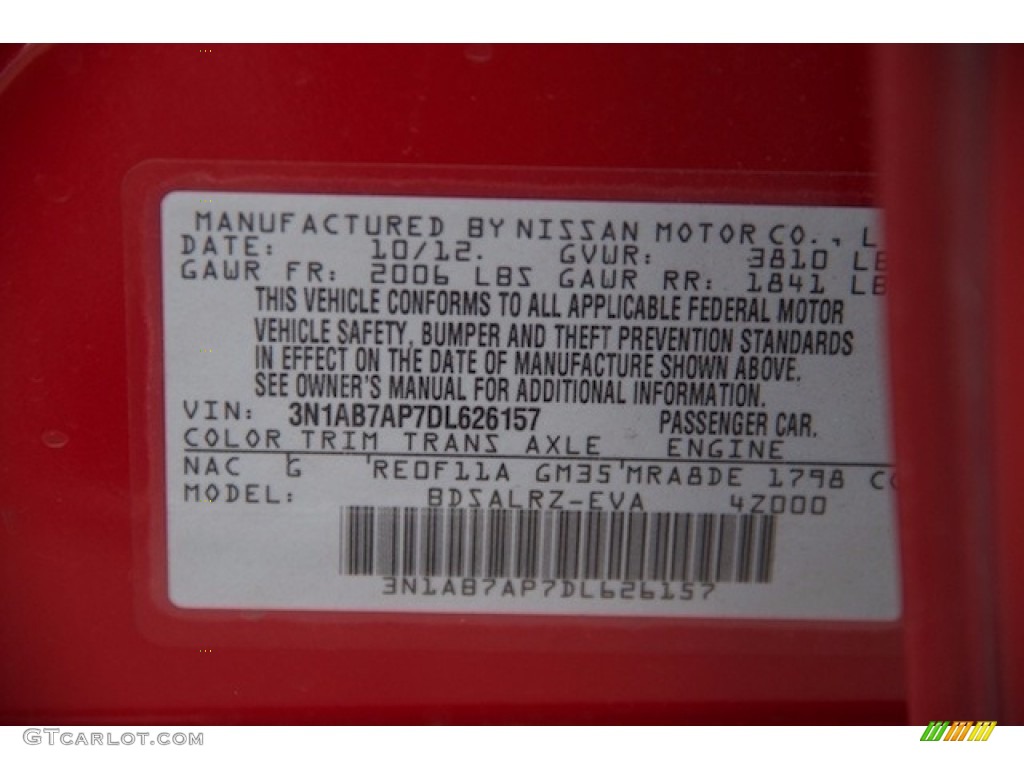 MANUFACTURED BY NISSAN MOTOR CO., L
DATE: 10/12. GVWR: 3810 LB
GAWR FR: 2006 LBS GAWR RR: 1841 LB
THIS VEHICLE CONFORMS TO ALL APPLICABLE FEDERAL MOTOR
VEHICLE SAFETY, BUMPER AND THEFT PREVENTION STANDARDS
IN EFFECT ON THE DATE OF MANUFACTURE SHOWN ABOVE.
SEE OWNER'S MANUAL FOR ADDITIONAL INFORMATION.
VIN: 3N1AB7AP7DL626157 PASSENGER CAR.
COLOR TRIM TRANS AXLE ENGINE
NAC G RE0F11A GM35 MRA8DE 1798 CC
MODEL: BDSALRZ-EVA 4Z000
3N1AB7AP7DL626157
GTCARLOT.COM